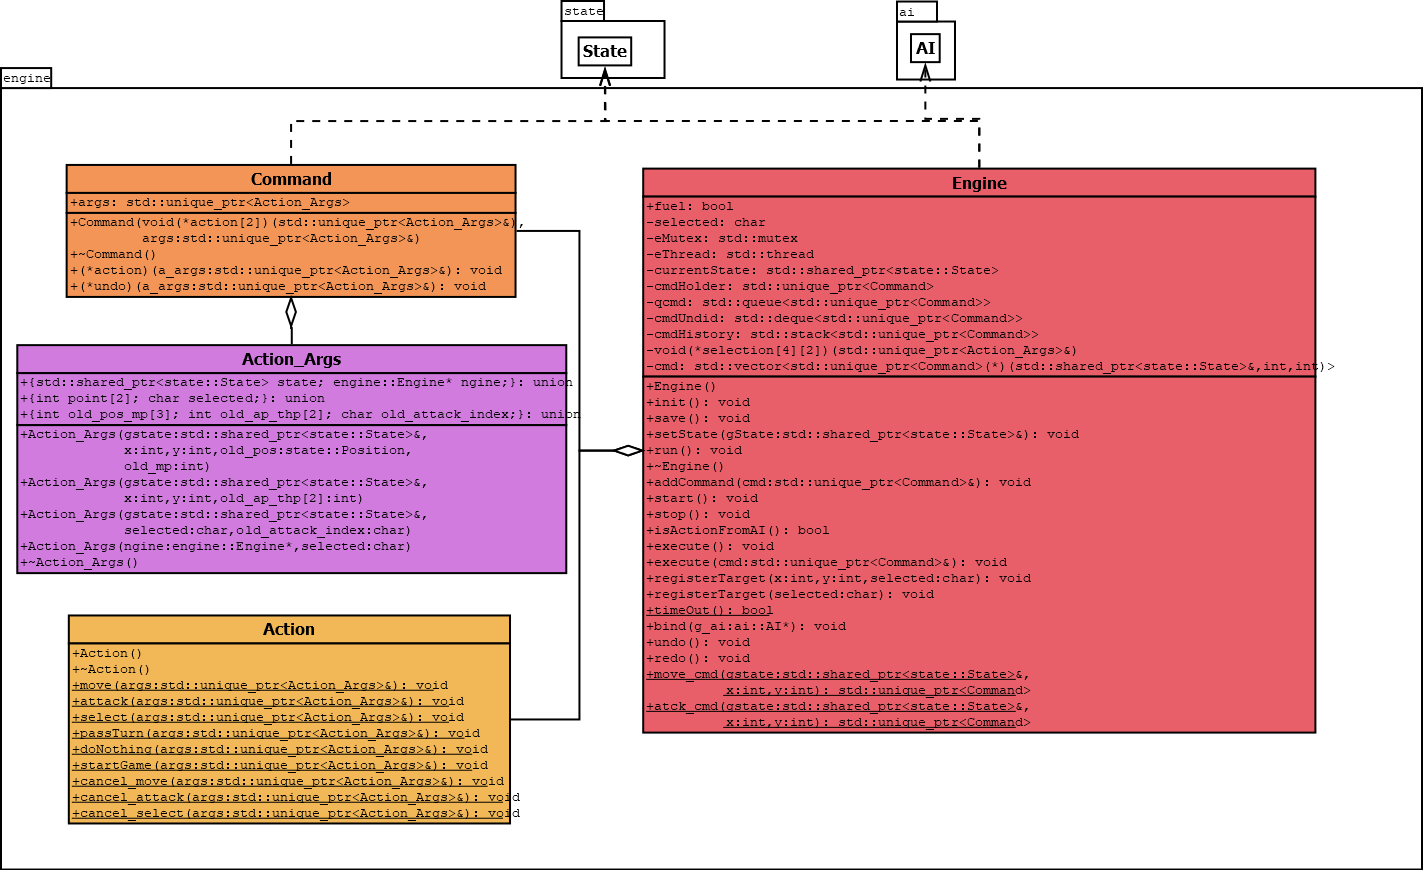 state
State
ai
AI
engine
Command
+args: std::unique_ptr<Action_Args>
+Command(void(*action[2])(std::unique_ptr<Action_Args>&),
args:std::unique_ptr<Action_Args>&)
+~Command()
+(*action)(a_args:std::unique_ptr<Action_Args>&): void
+(*undo)(a_args:std::unique_ptr<Action_Args>&): void
Action_Args
+{std::shared_ptr<state::State> state; engine::Engine* ngine;}: union
+{int point[2]; char selected;}: union
+{int old_pos_mp[3]; int old_ap_thp[2]; char old_attack_index;}: union
+Action_Args(gstate:std::shared_ptr<state::State>&,
x:int,y:int,old_pos:state::Position,
old_mp:int)
+Action_Args(gstate:std::shared_ptr<state::State>&,
x:int,y:int,old_ap_thp[2]:int)
+Action_Args(gstate:std::shared_ptr<state::State>&,
selected:char,old_attack_index:char)
+Action_Args(ngine:engine::Engine*,selected:char)
+~Action_Args()
Action
+Action()
+~Action()
+move(args:std::unique_ptr<Action_Args>&): void
+attack(args:std::unique_ptr<Action_Args>&): void
+select(args:std::unique_ptr<Action_Args>&): void
+passTurn(args:std::unique_ptr<Action_Args>&): void
+doNothing(args:std::unique_ptr<Action_Args>&): void
+startGame(args:std::unique_ptr<Action_Args>&): void
+cancel_move(args:std::unique_ptr<Action_Args>&): void
+cancel_attack(args:std::unique_ptr<Action_Args>&): void
+cancel_select(args:std::unique_ptr<Action_Args>&): void
Engine
+fuel: bool
-selected: char
-eMutex: std::mutex
-eThread: std::thread
-currentState: std::shared_ptr<state::State>
-cmdHolder: std::unique_ptr<Command>
-qcmd: std::queue<std::unique_ptr<Command>>
-cmdUndid: std::deque<std::unique_ptr<Command>>
-cmdHistory: std::stack<std::unique_ptr<Command>>
-void(*selection[4][2])(std::unique_ptr<Action_Args>&)
-cmd: std::vector<std::unique_ptr<Command>(*)(std::shared_ptr<state::State>&,int,int)>
+Engine()
+init(): void
+save(): void
+setState(gState:std::shared_ptr<state::State>&): void
+run(): void
+~Engine()
+addCommand(cmd:std::unique_ptr<Command>&): void
+start(): void
+stop(): void
+isActionFromAI(): bool
+execute(): void
+execute(cmd:std::unique_ptr<Command>&): void
+registerTarget(x:int,y:int,selected:char): void
+registerTarget(selected:char): void
+timeOut(): bool
+bind(g_ai:ai::AI*): void
+undo(): void
+redo(): void
+move_cmd(gstate:std::shared_ptr<state::State>&,
x:int,y:int): std::unique_ptr<Command>
+atck_cmd(gstate:std::shared_ptr<state::State>&,
x:int,y:int): std::unique_ptr<Command>